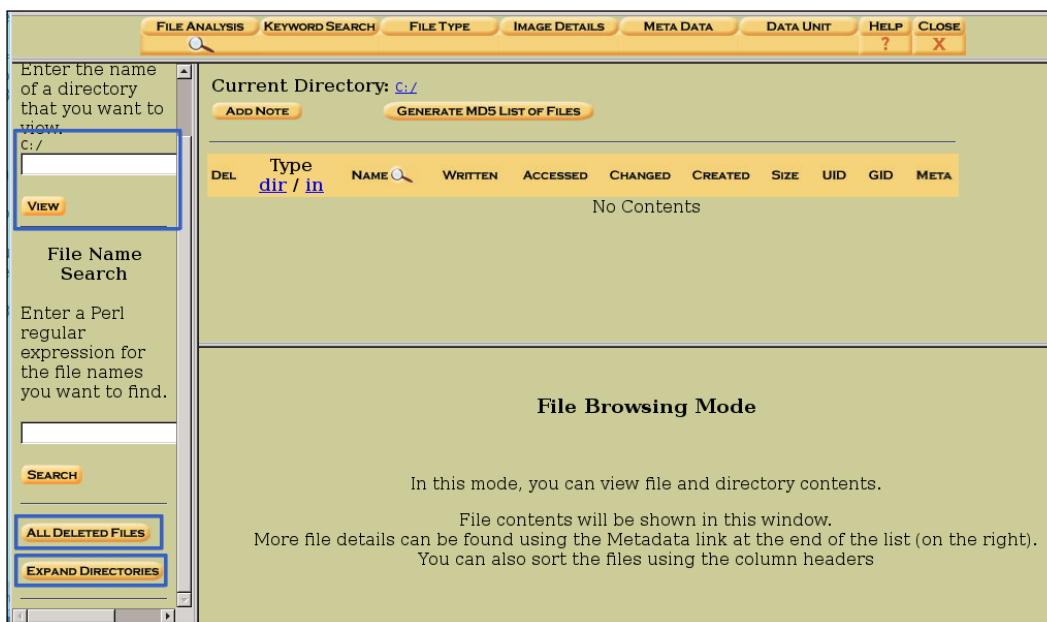 FILE ANALYSIS KEYWORD SEARCH FILE TYPE IMAGE DETAILS META DATA DATA UNIT HELP CLOSE
? X
Enter the name
of a directory
that you want to
view.
C:/
VIEW
File Name
Search
Enter a Perl
regular
expression for
the file names
you want to find.
SEARCH
ALL DELETED FILES
EXPAND DIRECTORIES
Current Directory: C:/
ADD NOTE GENERATE MD5 LIST OF FILES
DEL Type NAME WRITTEN ACCESSED CHANGED CREATED SIZE UID GID META
dir / in
No Contents
File Browsing Mode
In this mode, you can view file and directory contents.
File contents will be shown in this window.
More file details can be found using the Metadata link at the end of the list (on the right).
You can also sort the files using the column headers